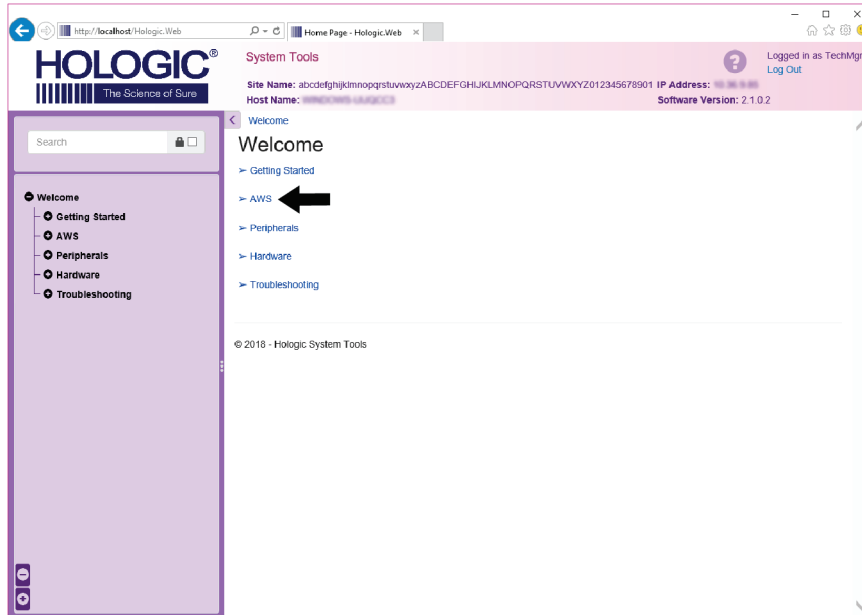 http://localhost/Hologic.Web
Home Page - Hologic.Web
HOLOGIC®
The Science of Sure
System Tools
Logged in as TechMgr
Log Out
Site Name: abcdefghijklmnopqrstuvwxyzABCDEFGHIJKLMNOPQRSTUVWXYZ012345678901 IP Address:
Host Name:
Software Version: 2.1.0.2
Search
Welcome
Getting Started
AWS
Peripherals
Hardware
Troubleshooting
Welcome
Welcome
➢ Getting Started
➢ AWS
➢ Peripherals
➢ Hardware
➢ Troubleshooting
© 2018 - Hologic System Tools